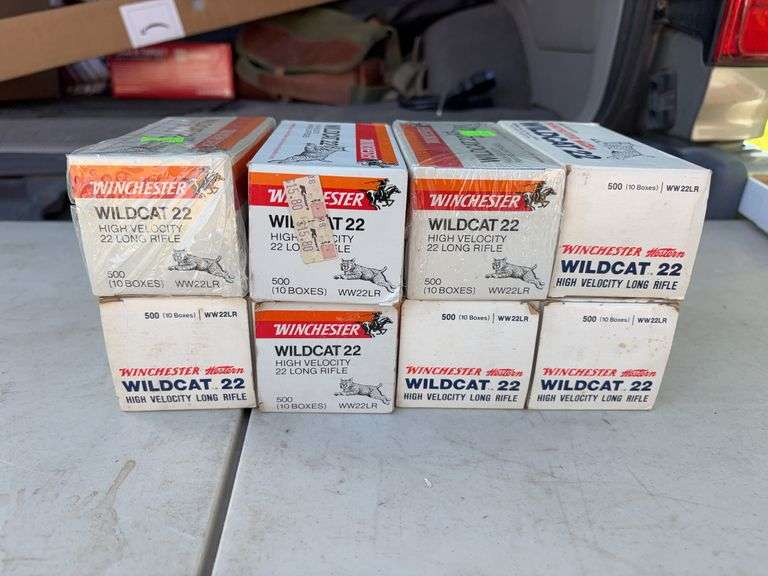 WINCHESTER
WILDCAT 22
HIGH VELOCITY
22 LONG RIFLE
500
(10 BOXES) WW22LR
WILDCAT 22
WINCHESTER
WILDCAT 22
22 LONG RIFLE
500
(10 BOXES) WW22LR
WINCHESTER
WILDCAT 22
HIGH VELOCITY
22 LONG RIFLE
500
(10 BOXES) WW22LR
WILDCAT 22
500 (10 BOXES) WW22LR
WINCHESTER Western
WILDCAT 22
HIGH VELOCITY LONG RIFLE
500 (10 Boxes) WW22LR
WINCHESTER Western
WILDCAT 22
HIGH VELOCITY LONG RIFLE
WINCHESTER
WILDCAT 22
HIGH VELOCITY
22 LONG RIFLE
500
(10 BOXES) WW22LR
500 (10 Boxes) WW22LR
WINCHESTER Western
WILDCAT 22
HIGH VELOCITY LONG RIFLE
500 (10 Boxes) WW22LR
WINCHESTER Western
WILDCAT 22
HIGH VELOCITY LONG RIFLE